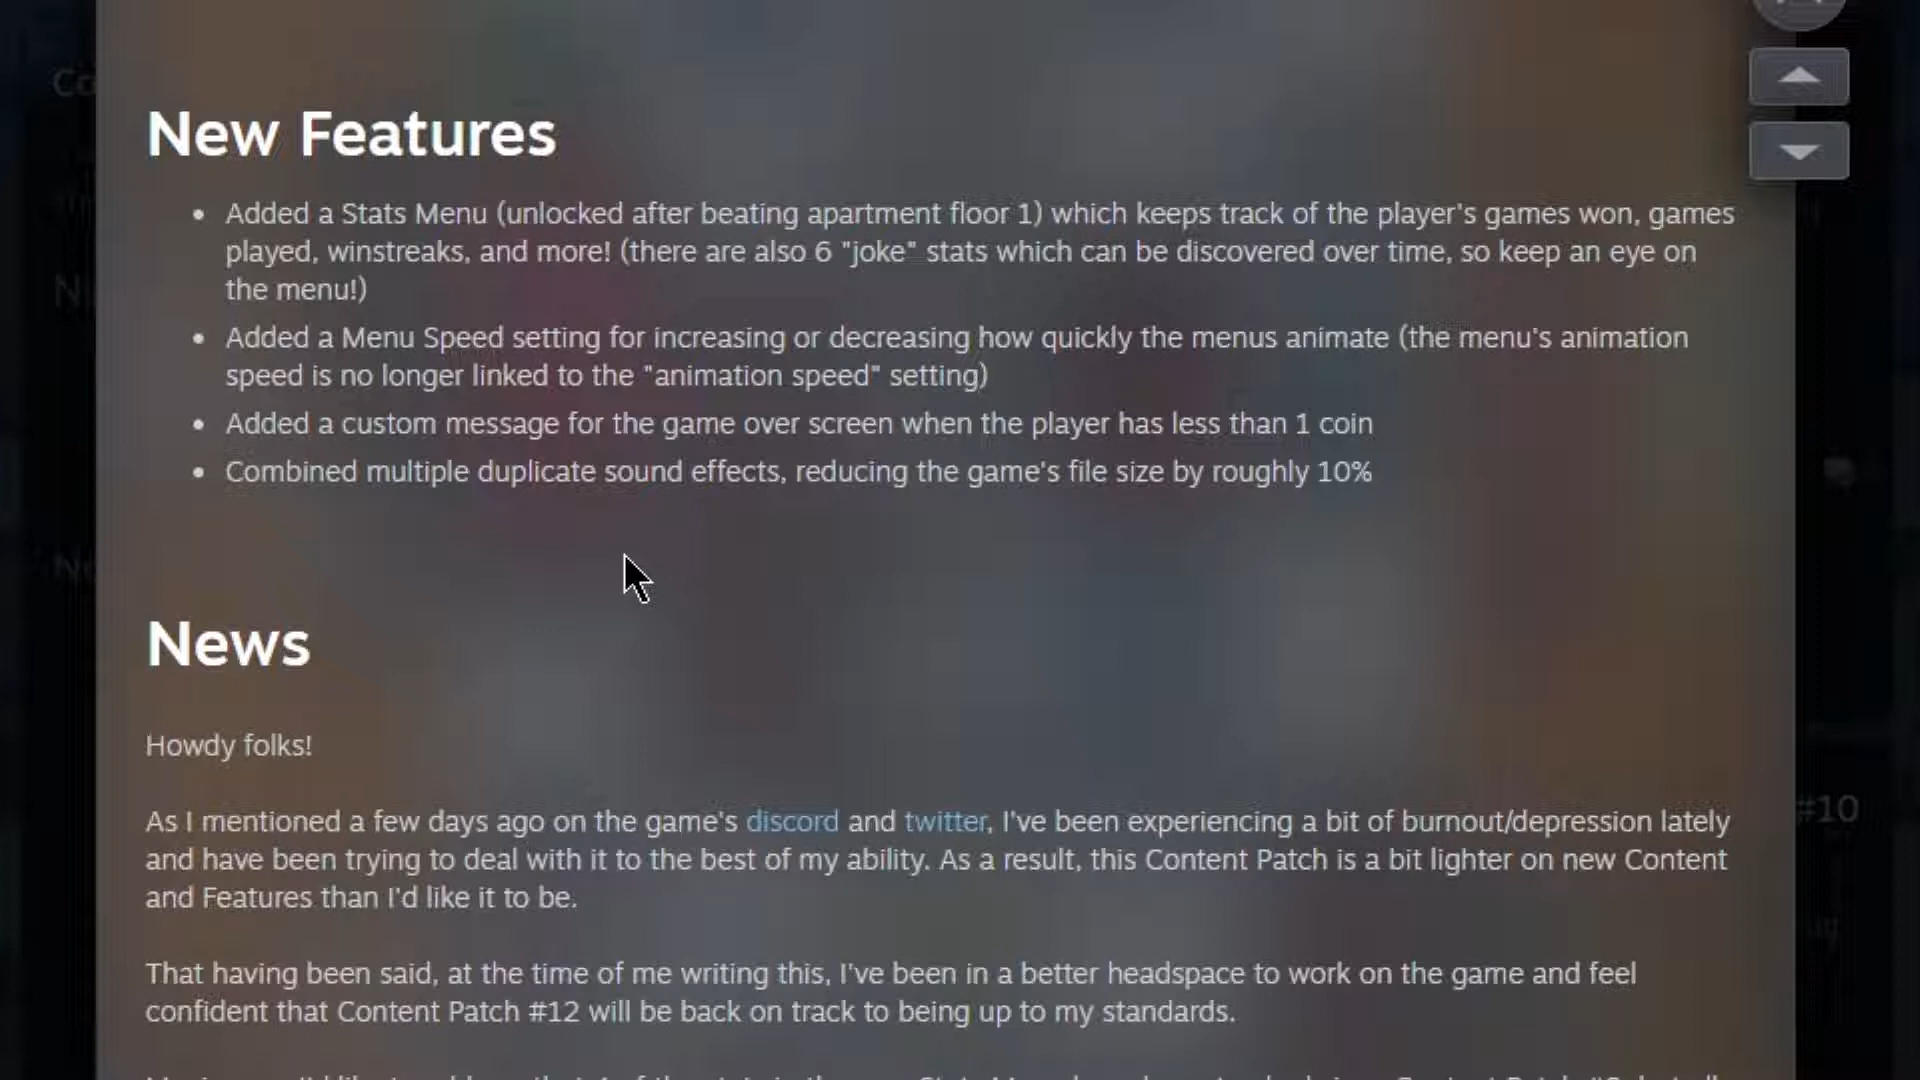 New Features
Added a Stats Menu (unlocked after beating apartment floor 1) which keeps track of the player's games won, games
played, winstreaks, and more! (there are also 6 "joke" stats which can be discovered over time, so keep an eye on
the menu!)
Added a Menu Speed setting for increasing or decreasing how quickly the menus animate (the menu's animation
speed is no longer linked to the "animation speed" setting)
Added a custom message for the game over screen when the player has less than 1 coin
Combined multiple duplicate sound effects, reducing the game's file size by roughly 10%
News
Howdy folks!
As I mentioned a few days ago on the game's discord and twitter, I've been experiencing a bit of burnout/depression lately
and have been trying to deal with it to the best of my ability. As a result, this Content Patch is a bit lighter on new Content
and Features than I'd like it to be.
#10
That having been said, at the time of me writing this, I've been in a better headspace to work on the game and feel
confident that Content Patch #12 will be back on track to being up to my standards.